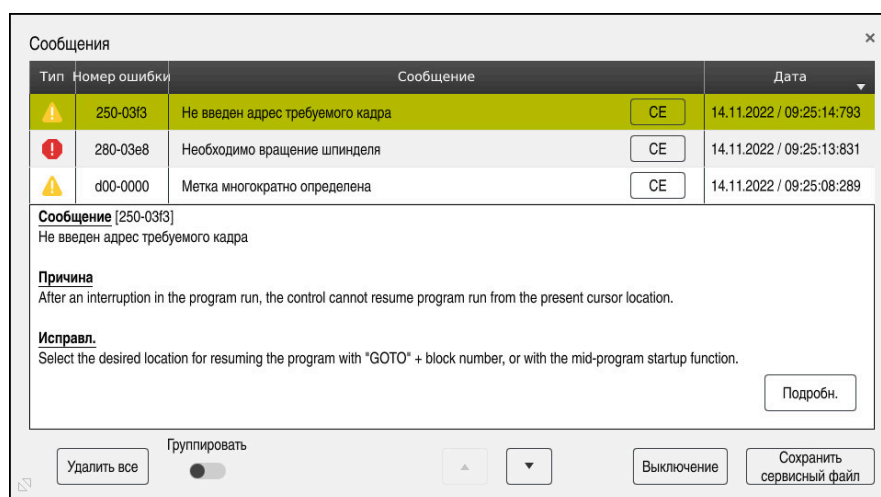 Сообщения
Тип Номер ошибки Сообщение Дата
250-03f3 Не введен адрес требуемого кадра CE 14.11.2022 / 09:25:14:793
280-03e8 Необходимо вращение шпинделя CE 14.11.2022 / 09:25:13:831
d00-0000 Метка многократно определена CE 14.11.2022 / 09:25:08:289
Сообщение [250-03f3]
Не введен адрес требуемого кадра
Причина
After an interruption in the program run, the control cannot resume program run from the present cursor location.
Исправл.
Select the desired location for resuming the program with "GOTO" + block number, or with the mid-program startup function.
Подробн.
Группировать
Удалить все Выключение Сохранить
сервисный файл